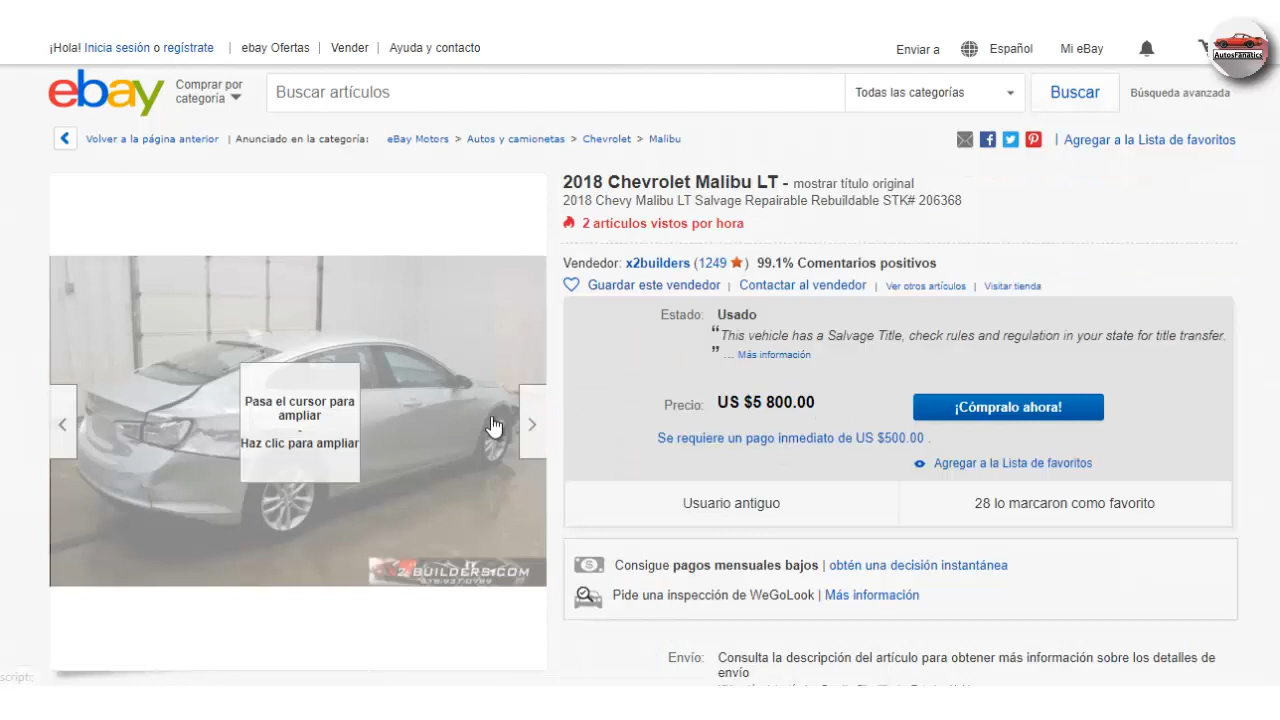 ¡Hola! Inicia sesión o regístrate | ebay Ofertas | Vender | Ayuda y contacto
Enviar a Español Mi eBay
AutosFanatics
ebay Comprar por categoría Buscar artículos Todas las categorías Buscar Búsqueda avanzada
Volver a la página anterior | Anunciado en la categoría: eBay Motors > Autos y camionetas > Chevrolet > Malibu
| Agregar a la Lista de favoritos
2018 Chevrolet Malibu LT - mostrar título original
2018 Chevy Malibu LT Salvage Repairable Rebuildable STK# 206368
2 artículos vistos por hora
Vendedor: x2builders (1249 ) 99.1% Comentarios positivos
Guardar este vendedor | Contactar al vendedor | Ver otros artículos | Visitar tienda
Estado: Usado
“This vehicle has a Salvage Title, check rules and regulation in your state for title transfer.
” ... Más información
Precio: US $5 800.00 ¡Cómpralo ahora!
Se requiere un pago inmediato de US $500.00 .
Agregar a la Lista de favoritos
Usuario antiguo 28 lo marcaron como favorito
Consigue pagos mensuales bajos | obtén una decisión instantánea
Pide una inspección de WeGoLook | Más información
Envío: Consulta la descripción del artículo para obtener más información sobre los detalles de
envío
Pasa el cursor para
ampliar
-
Haz clic para ampliar
X2-BUILDERS.COM
script: